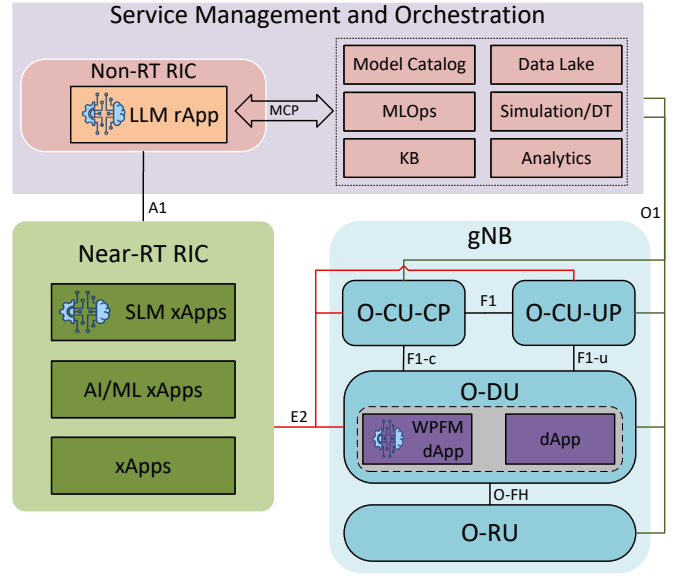 Service Management and Orchestration
Non-RT RIC
LLM rApp
MCP
Model Catalog
Data Lake
MLOps
Simulation/DT
KB
Analytics
A1
O1
Near-RT RIC
SLM xApps
AI/ML xApps
xApps
E2
gNB
O-CU-CP
F1
O-CU-UP
F1-c
F1-u
O-DU
WPFM
dApp
dApp
O-FH
O-RU